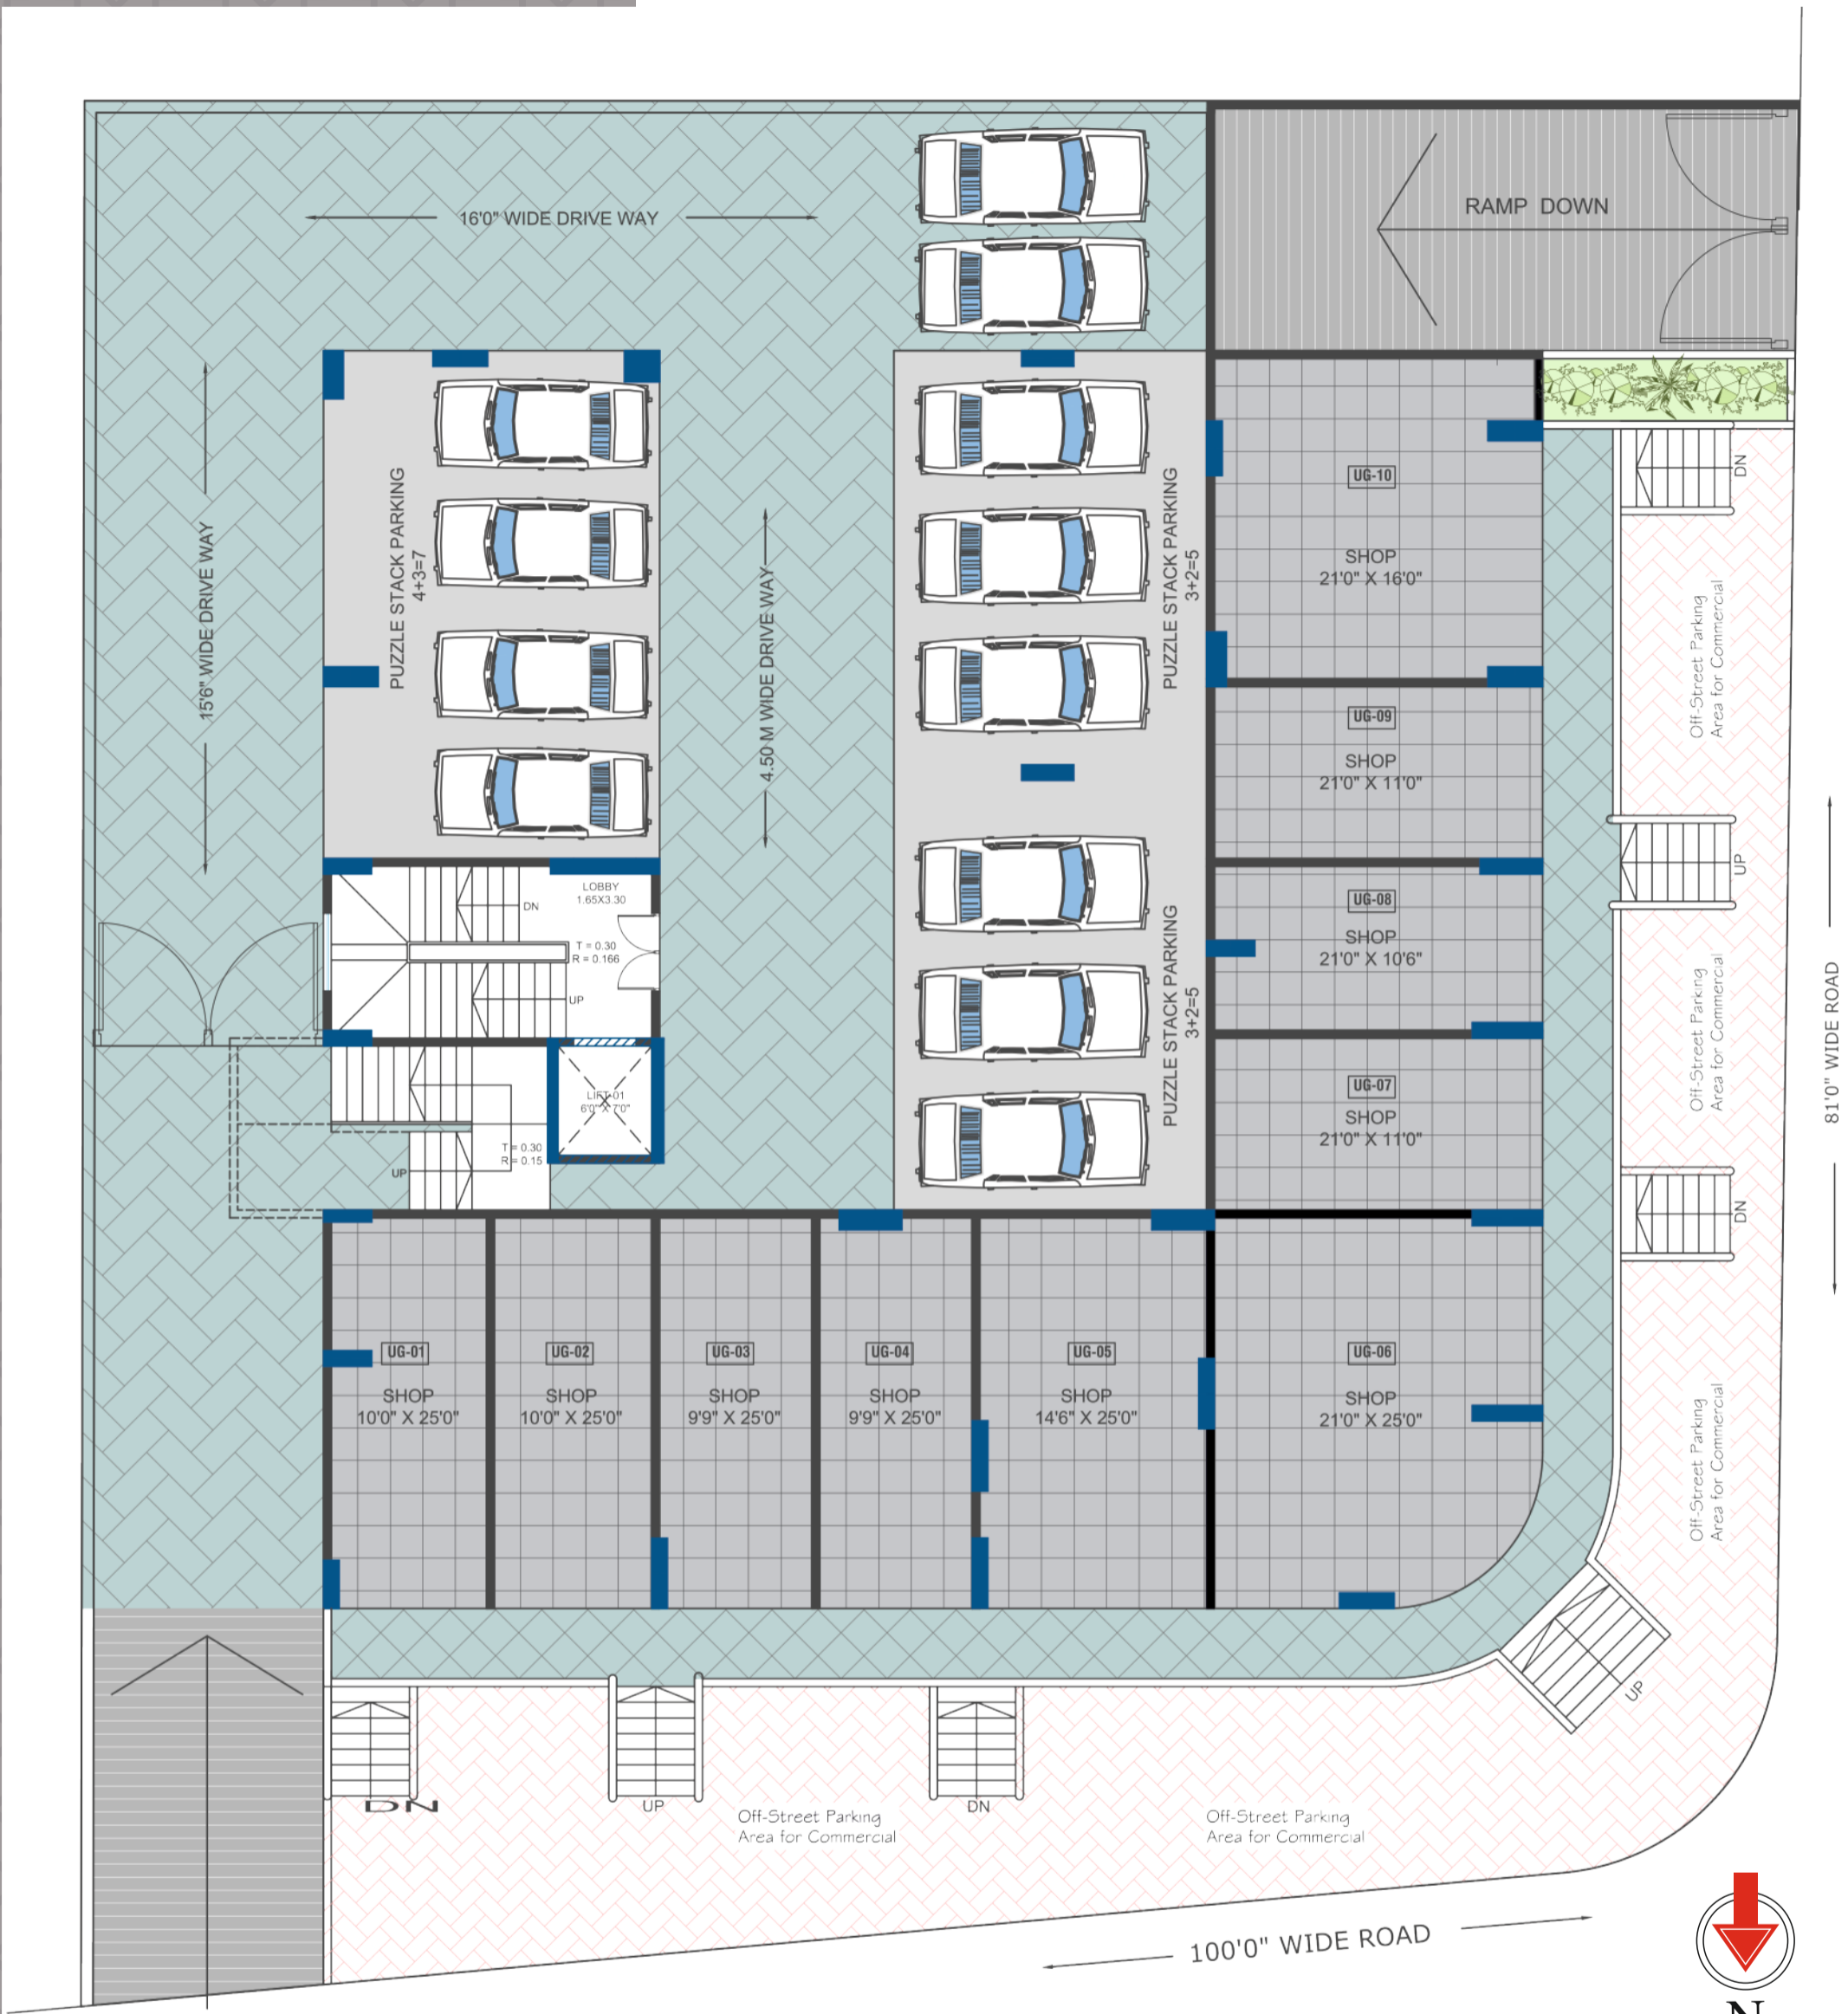 16'0" WIDE DRIVE WAY
RAMP DOWN
15'6" WIDE DRIVE WAY
PUZZLE STACK PARKING
4+3=7
4.50 M WIDE DRIVE WAY
PUZZLE STACK PARKING
3+2=5
PUZZLE STACK PARKING
3+2=5
UG-10
SHOP
21'0" X 16'0"
UG-09
SHOP
21'0" X 11'0"
UG-08
SHOP
21'0" X 10'6"
UG-07
SHOP
21'0" X 11'0"
DN
Off-Street Parking
Area for Commercial
UP
Off-Street Parking
Area for Commercial
DN
Off-Street Parking
Area for Commercial
81'0" WIDE ROAD
LOBBY
1.65X3.30
DN
T = 0.30
R = 0.166
UP
LIFT-01
6'0" X 7'0"
T = 0.30
R = 0.15
UP
UG-01
SHOP
10'0" X 25'0"
UG-02
SHOP
10'0" X 25'0"
UG-03
SHOP
9'9" X 25'0"
UG-04
SHOP
9'9" X 25'0"
UG-05
SHOP
14'6" X 25'0"
UG-06
SHOP
21'0" X 25'0"
UP
DN
UP
DN
Off-Street Parking
Area for Commercial
Off-Street Parking
Area for Commercial
100'0" WIDE ROAD
N